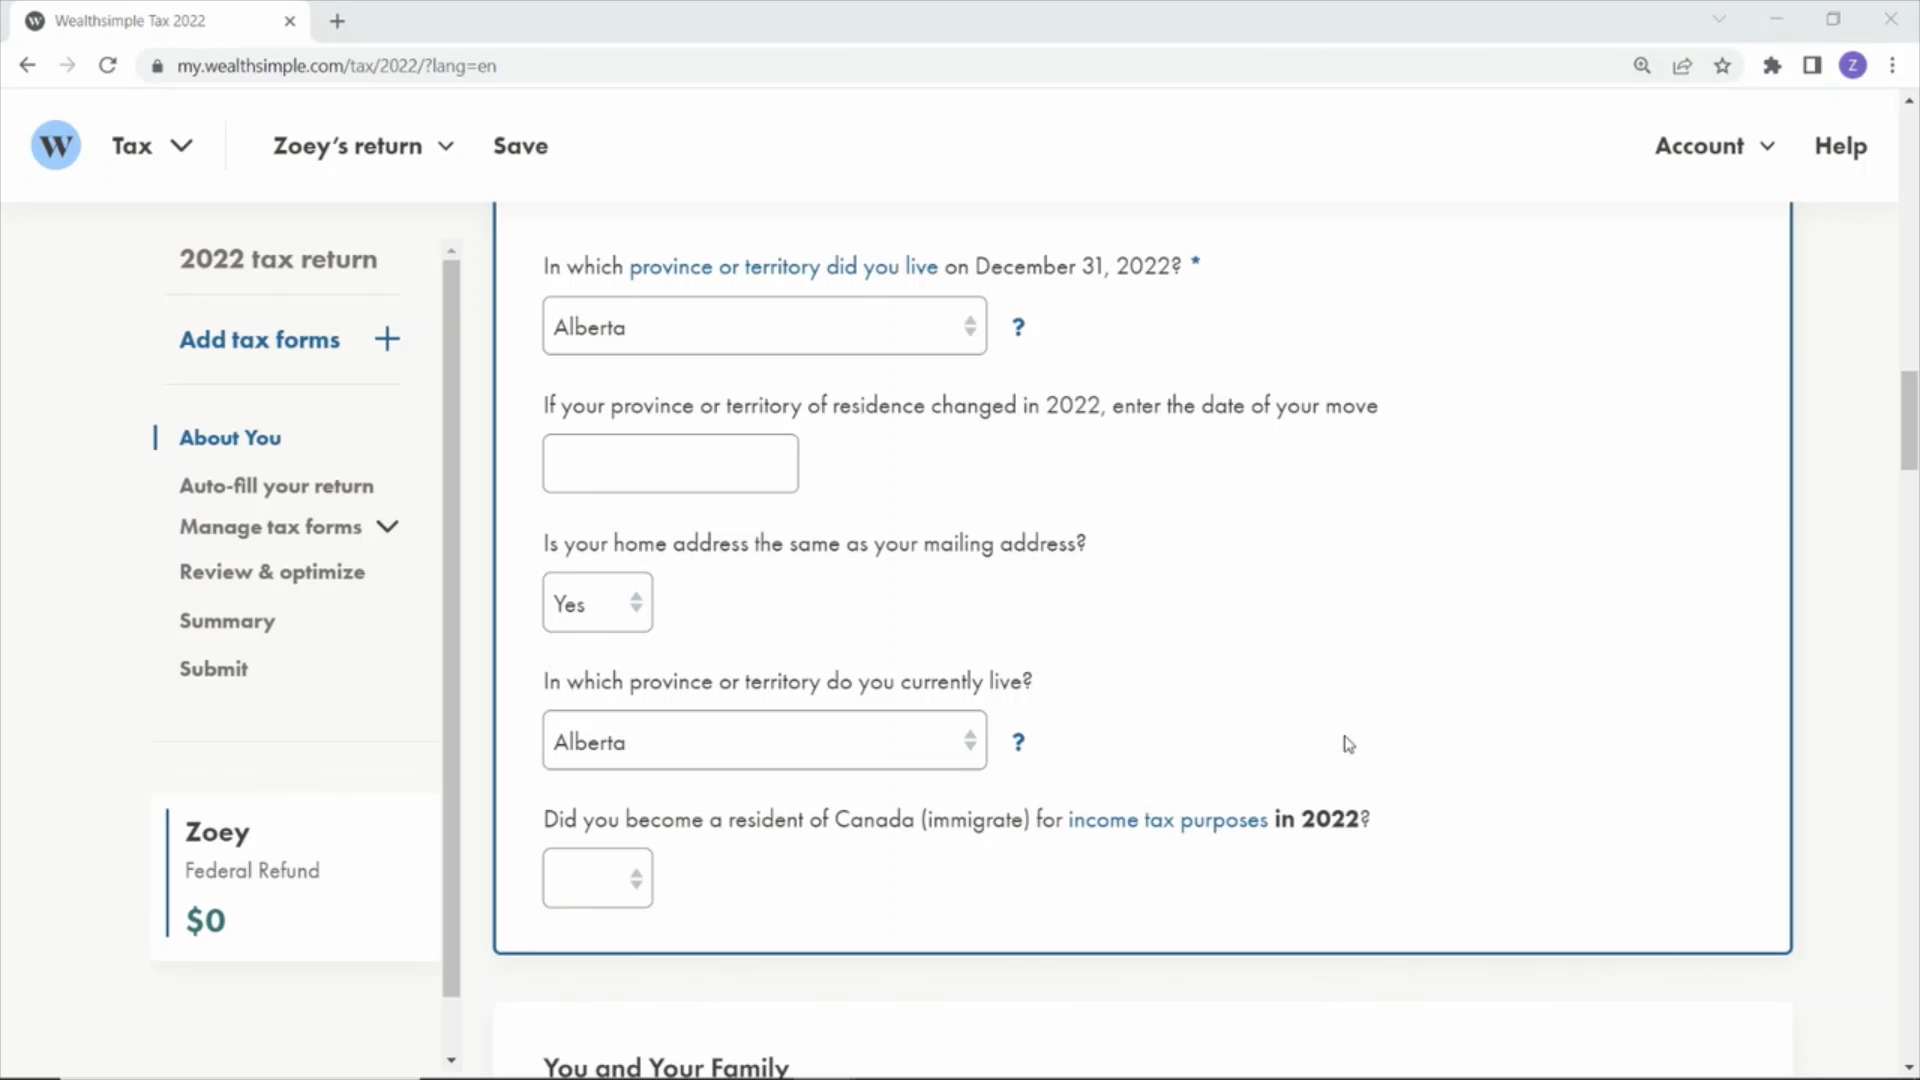 Wealthsimple Tax 2022
my.wealthsimple.com/tax/2022/?lang=en
Z
W
Tax
Zoey's return
Save
Account
Help
2022 tax return
Add tax forms
About You
Auto-fill your return
Manage tax forms
Review & optimize
Summary
Submit
Zoey
Federal Refund
$0
In which province or territory did you live on December 31, 2022? *
Alberta
?
If your province or territory of residence changed in 2022, enter the date of your move
Is your home address the same as your mailing address?
Yes
In which province or territory do you currently live?
Alberta
?
Did you become a resident of Canada (immigrate) for income tax purposes in 2022?
You and Your Family